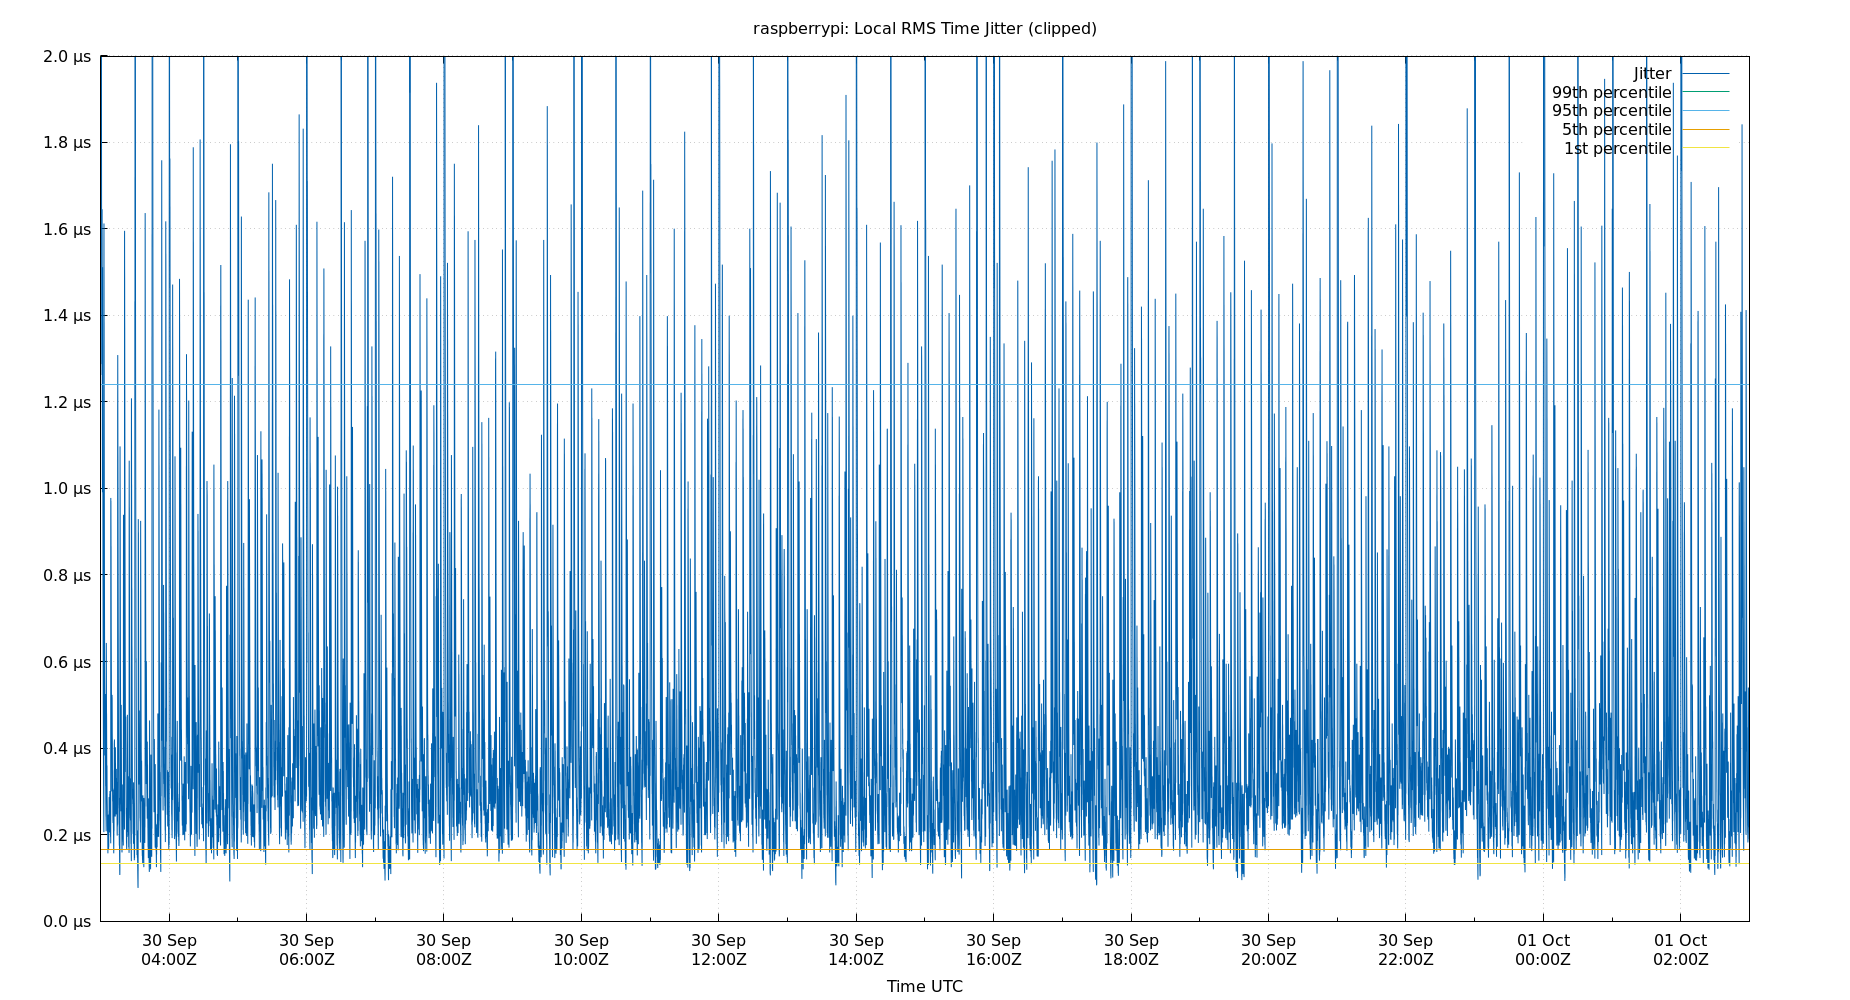 raspberrypi: Local RMS Time Jitter (clipped)
2.0 µs
1.8 µs
1.6 µs
1.4 µs
1.2 µs
1.0 µs
0.8 µs
0.6 µs
0.4 µs
0.2 µs
0.0 µs
Jitter
99th percentile
95th percentile
5th percentile
1st percentile
30 Sep 30 Sep 30 Sep 30 Sep 30 Sep 30 Sep 30 Sep 30 Sep 30 Sep 30 Sep 01 Oct 01 Oct
04:00Z 06:00Z 08:00Z 10:00Z 12:00Z 14:00Z 16:00Z 18:00Z 20:00Z 22:00Z 00:00Z 02:00Z
Time UTC